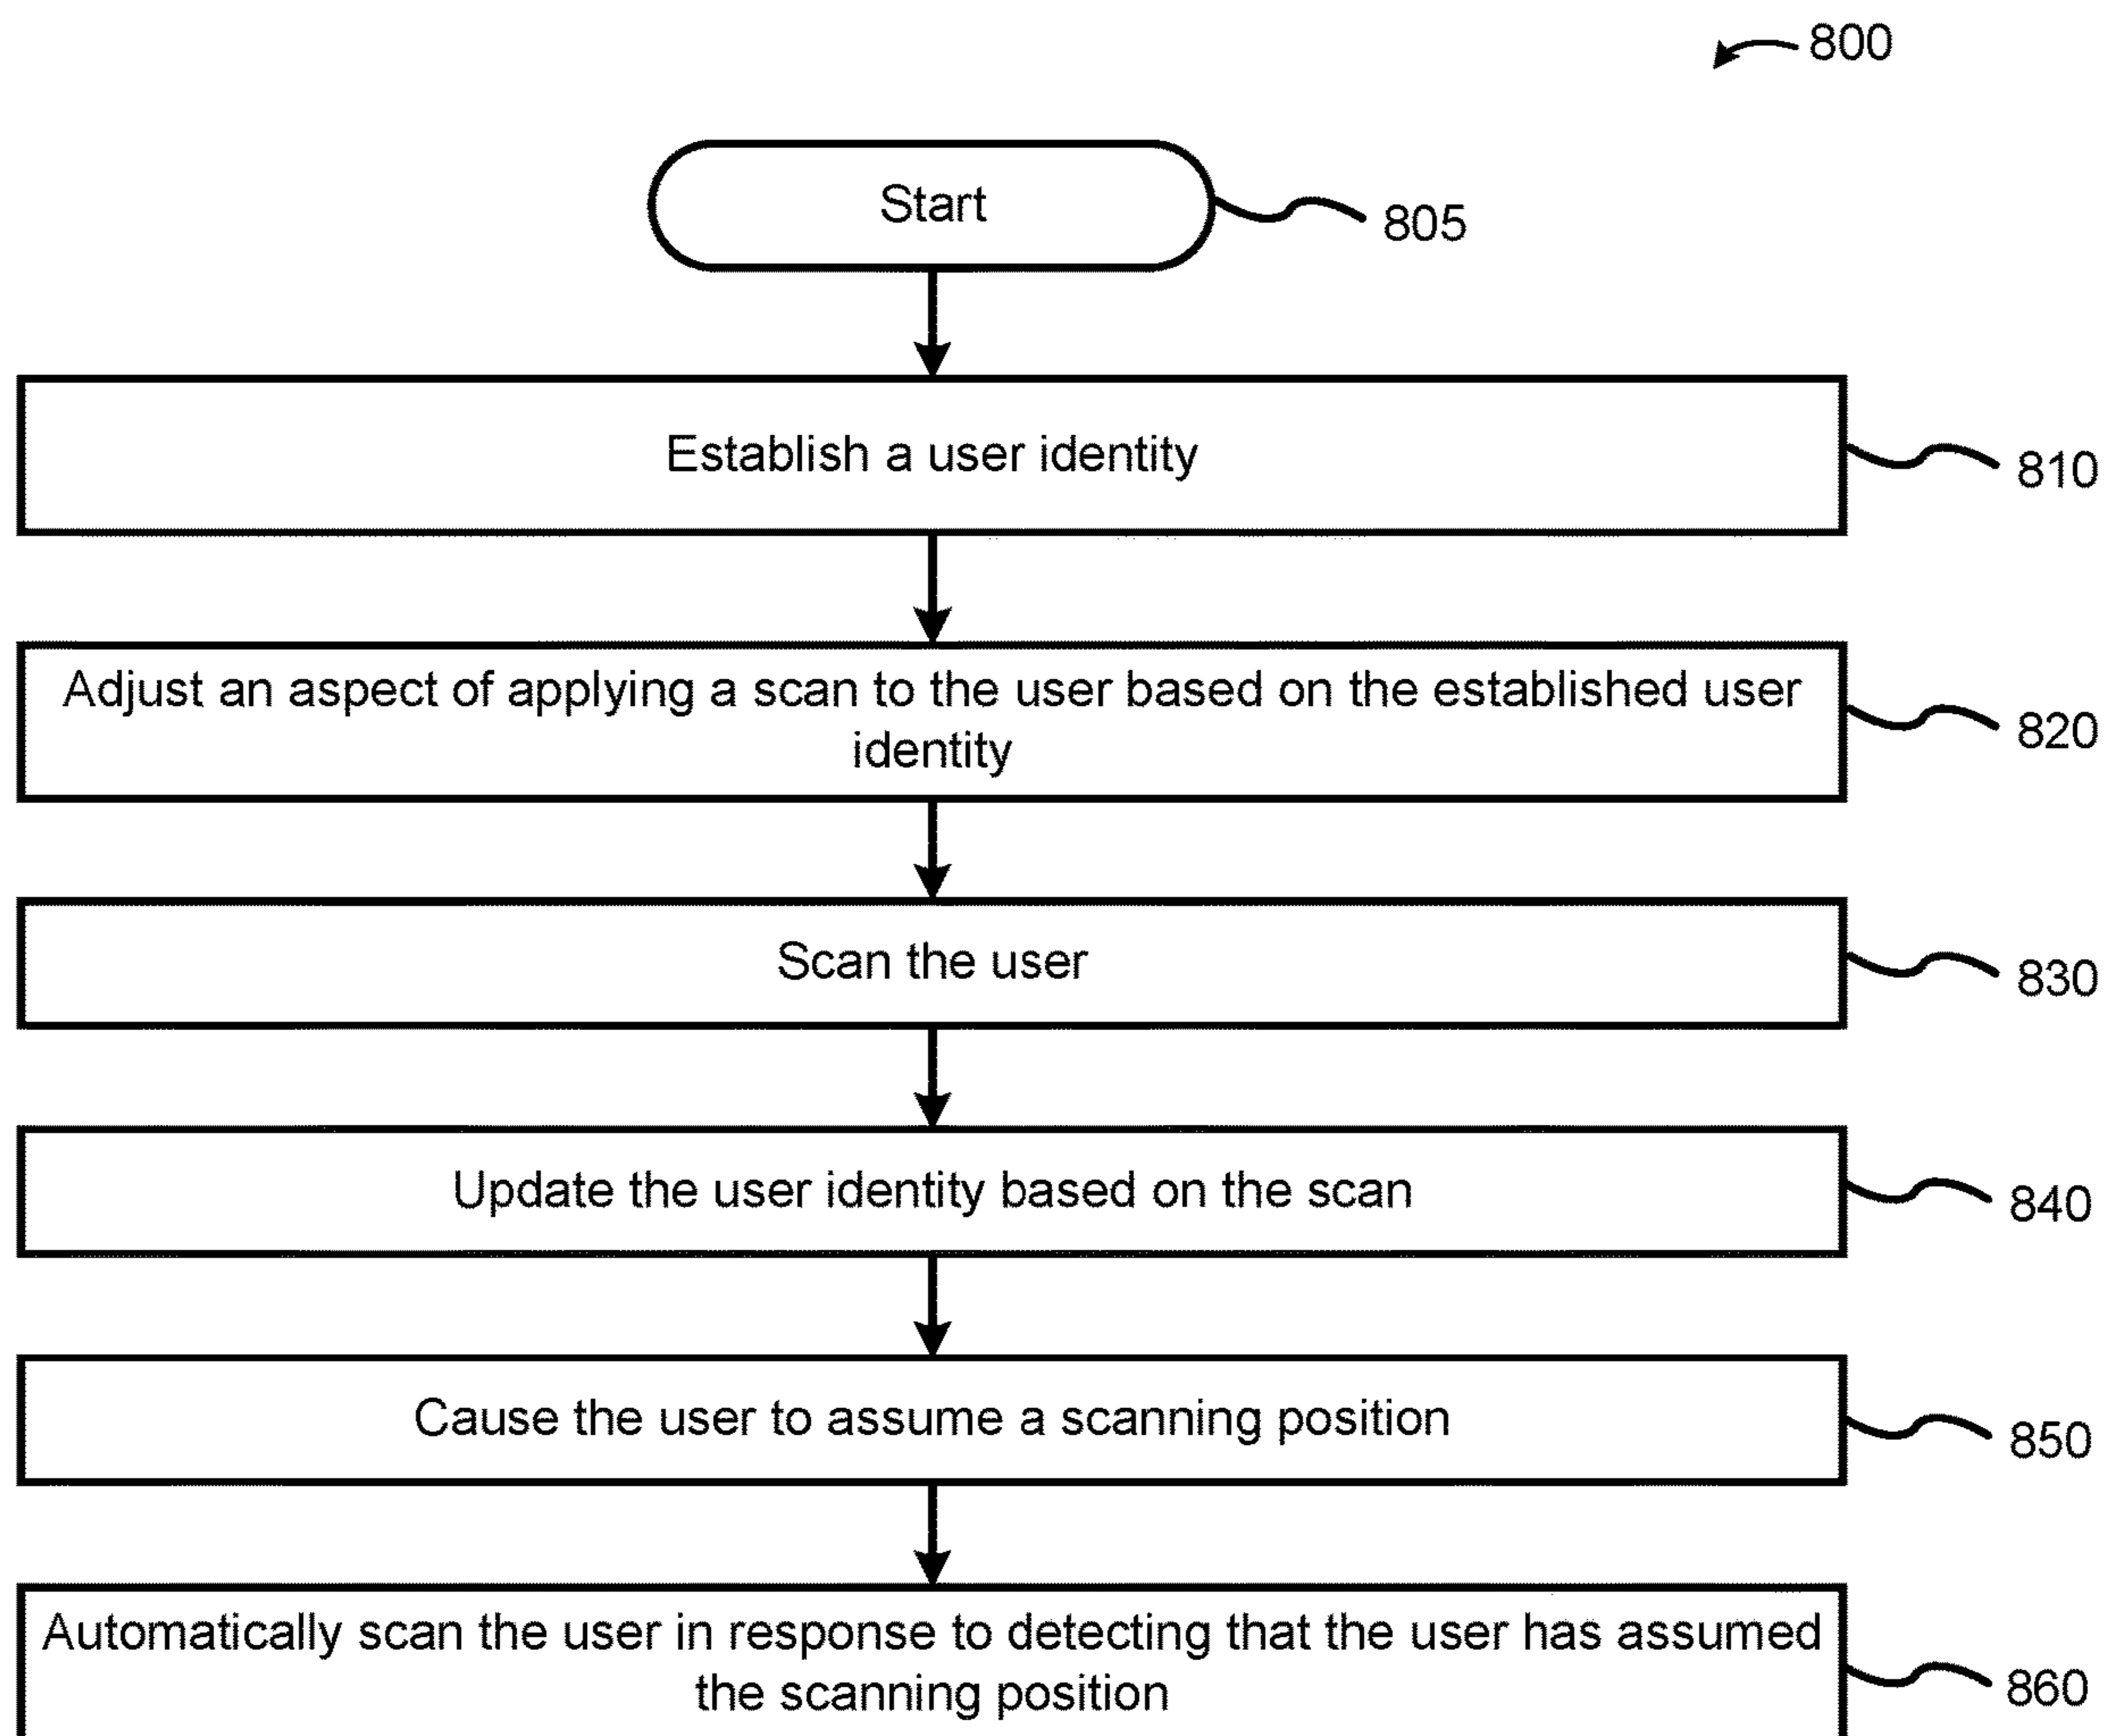 800
Start
805
Establish a user identity
810
Adjust an aspect of applying a scan to the user based on the established user
identity
820
Scan the user
830
Update the user identity based on the scan
840
Cause the user to assume a scanning position
850
Automatically scan the user in response to detecting that the user has assumed
the scanning position
860